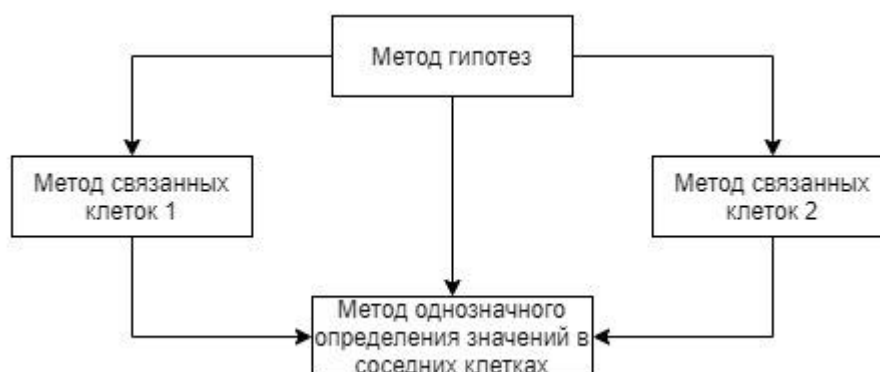 Метод гипотез
Метод связанных
клеток 1
Метод связанных
клеток 2
Метод однозначного
определения значений в
соседних клетках